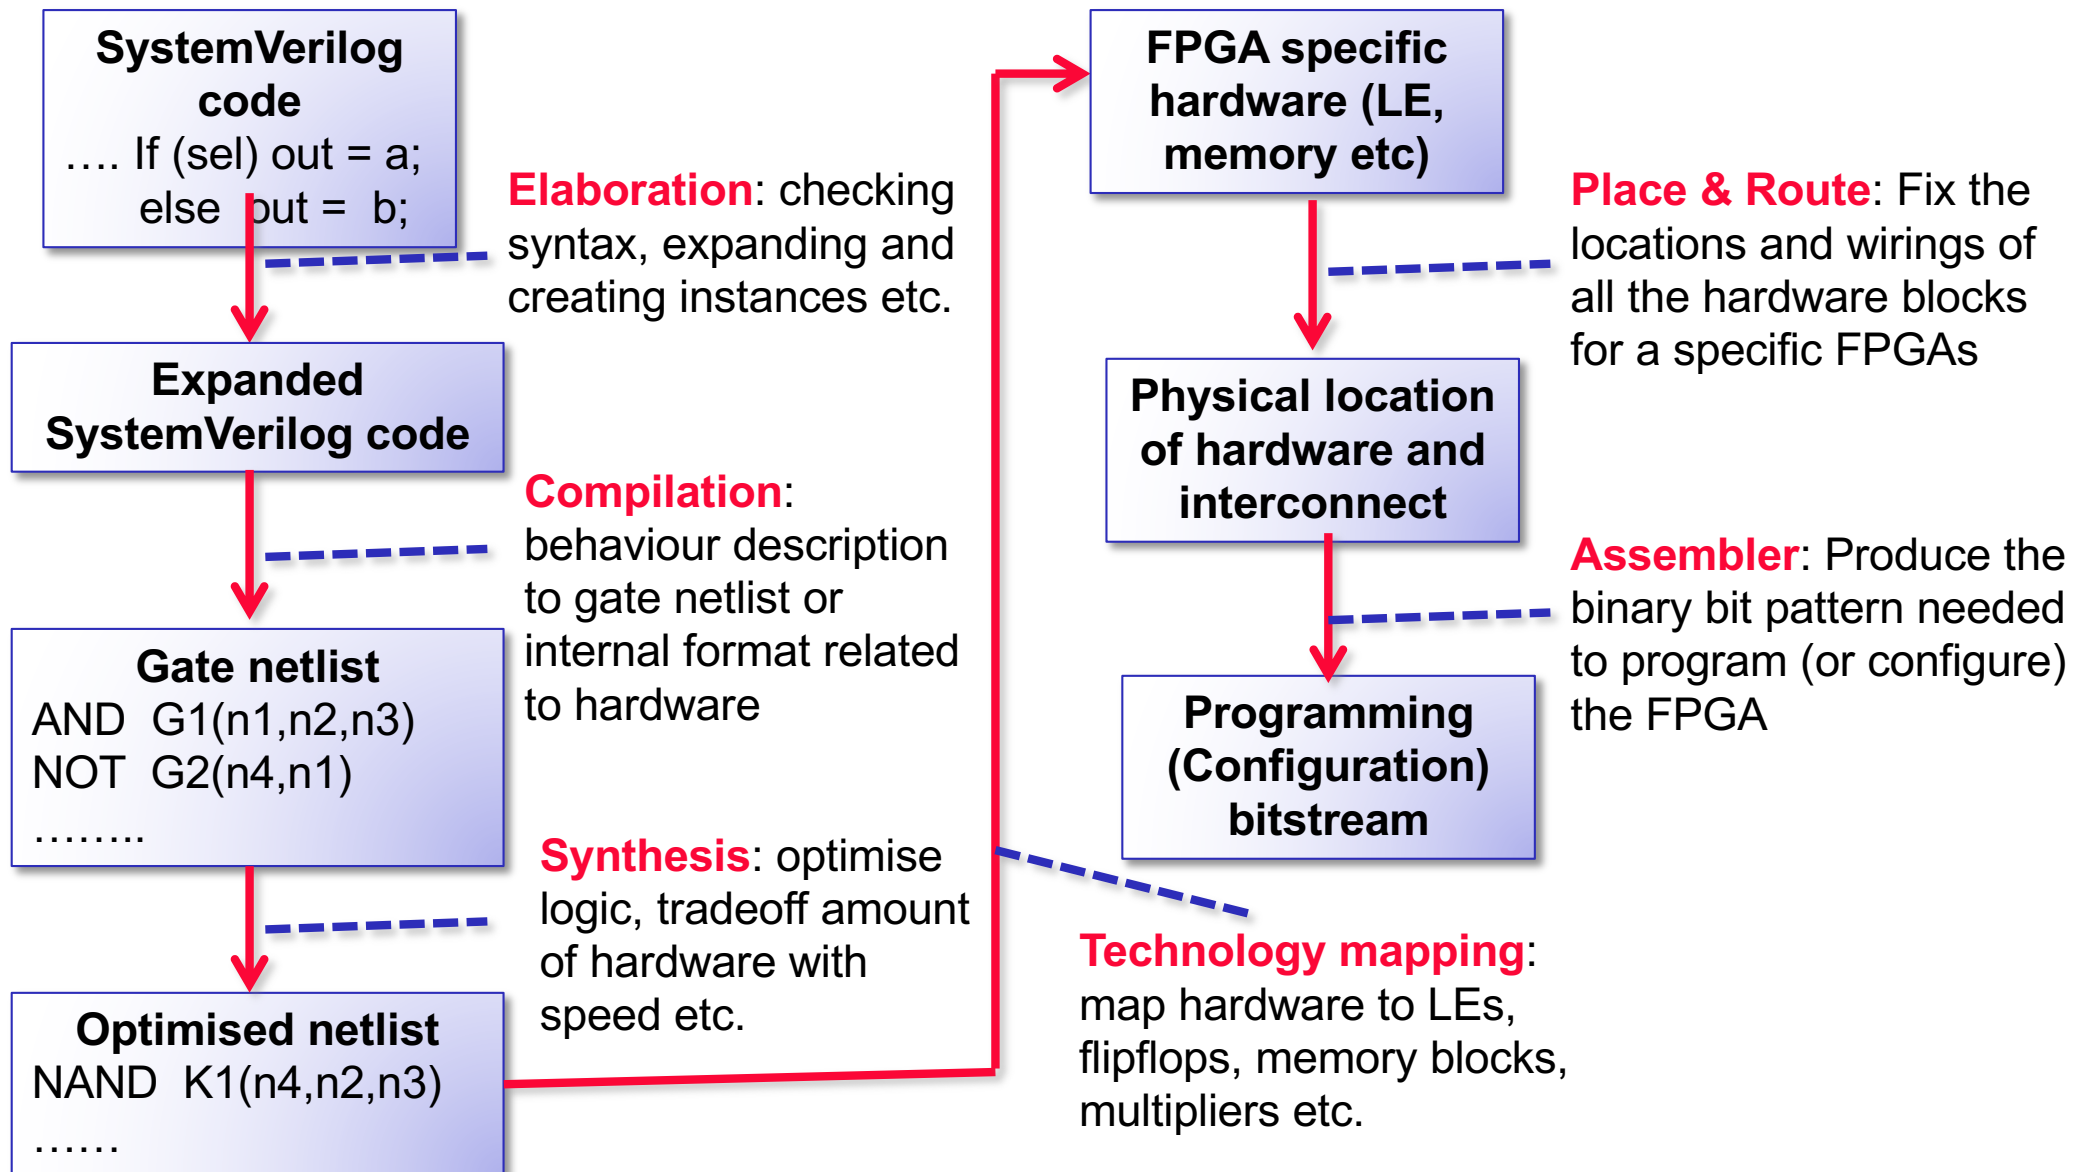 SystemVerilog
code
…. If (sel) out = a;
else out = b;
Elaboration: checking
syntax, expanding and
creating instances etc.
Expanded
SystemVerilog code
Compilation:
behaviour description
to gate netlist or
internal format related
to hardware
Gate netlist
AND G1(n1,n2,n3)
NOT G2(n4,n1)
……..
Synthesis: optimise
logic, tradeoff amount
of hardware with
speed etc.
Optimised netlist
NAND K1(n4,n2,n3)
……
Technology mapping:
map hardware to LEs,
flipflops, memory blocks,
multipliers etc.
FPGA specific
hardware (LE,
memory etc)
Place & Route: Fix the
locations and wirings of
all the hardware blocks
for a specific FPGAs
Physical location
of hardware and
interconnect
Assembler: Produce the
binary bit pattern needed
to program (or configure)
the FPGA
Programming
(Configuration)
bitstream